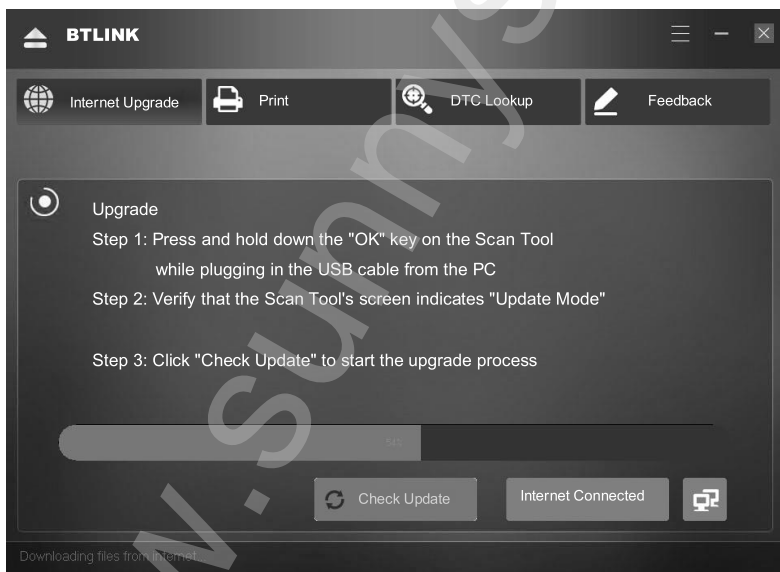 BTLINK
Internet Upgrade
Print
DTC Lookup
Feedback
Upgrade
Step 1: Press and hold down the "OK" key on the Scan Tool
while plugging in the USB cable from the PC
Step 2: Verify that the Scan Tool's screen indicates "Update Mode"
Step 3: Click "Check Update" to start the upgrade process
54%
Check Update
Internet Connected
Downloading files from Internet
w.sunnys